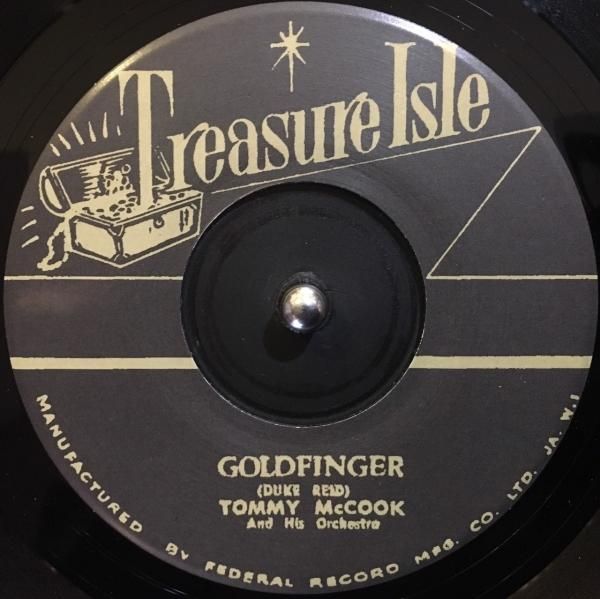 Treasure Isle
GOLDFINGER
(DUKE REID)
TOMMY McCOOK
And His Orchestra
MANUFACTURED BY FEDERAL RECORD MFG. CO. LTD. JA. W.I